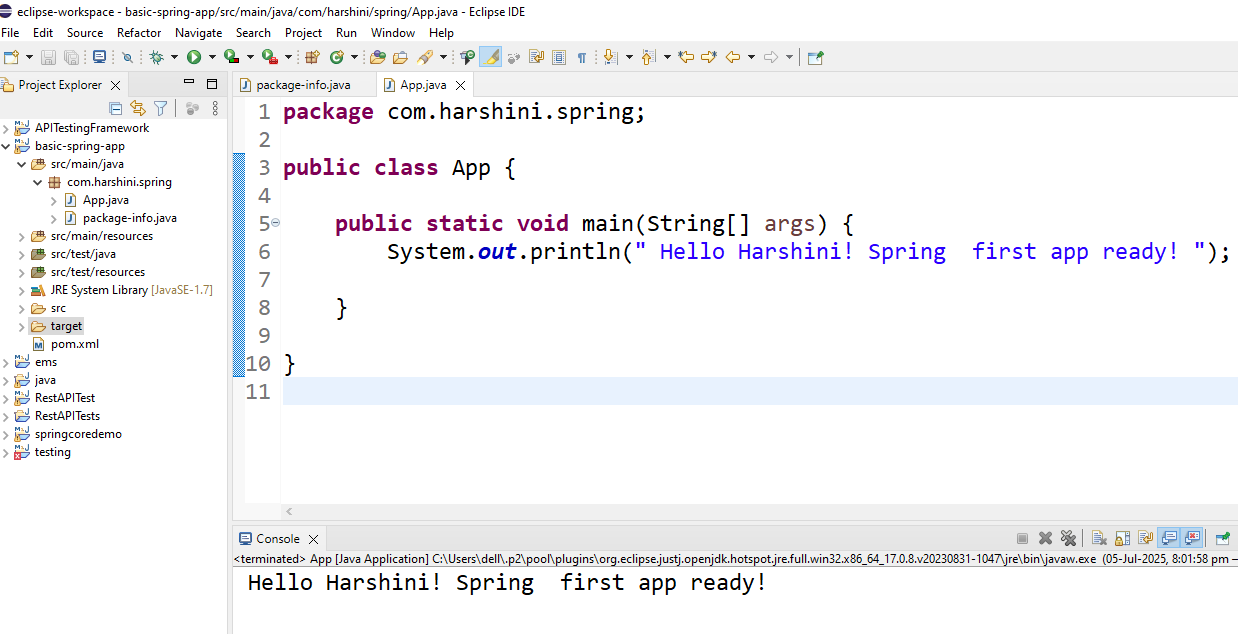 eclipse-workspace - basic-spring-app/src/main/java/com/harshini/spring/App.java - Eclipse IDE
File Edit Source Refactor Navigate Search Project Run Window Help
Project Explorer
APITestingFramework
basic-spring-app
src/main/java
com.harshini.spring
App.java
package-info.java
src/main/resources
src/test/java
src/test/resources
JRE System Library [JavaSE-1.7]
src
target
pom.xml
ems
java
RestAPITest
RestAPITests
springcoredemo
testing
package-info.java App.java
1 package com.harshini.spring;
2
3 public class App {
4
5 public static void main(String[] args) {
6 System.out.println(" Hello Harshini! Spring  first app ready! ");
7
8 }
9
10 }
11
Console
<terminated> App [Java Application] C:\Users\dell\.p2\pool\plugins\org.eclipse.justj.openjdk.hotspot.jre.full.win32.x86_64_17.0.8.v20230831-1047\jre\bin\javaw.exe (05-Jul-2025, 8:01:58 pm –
Hello Harshini! Spring  first app ready!